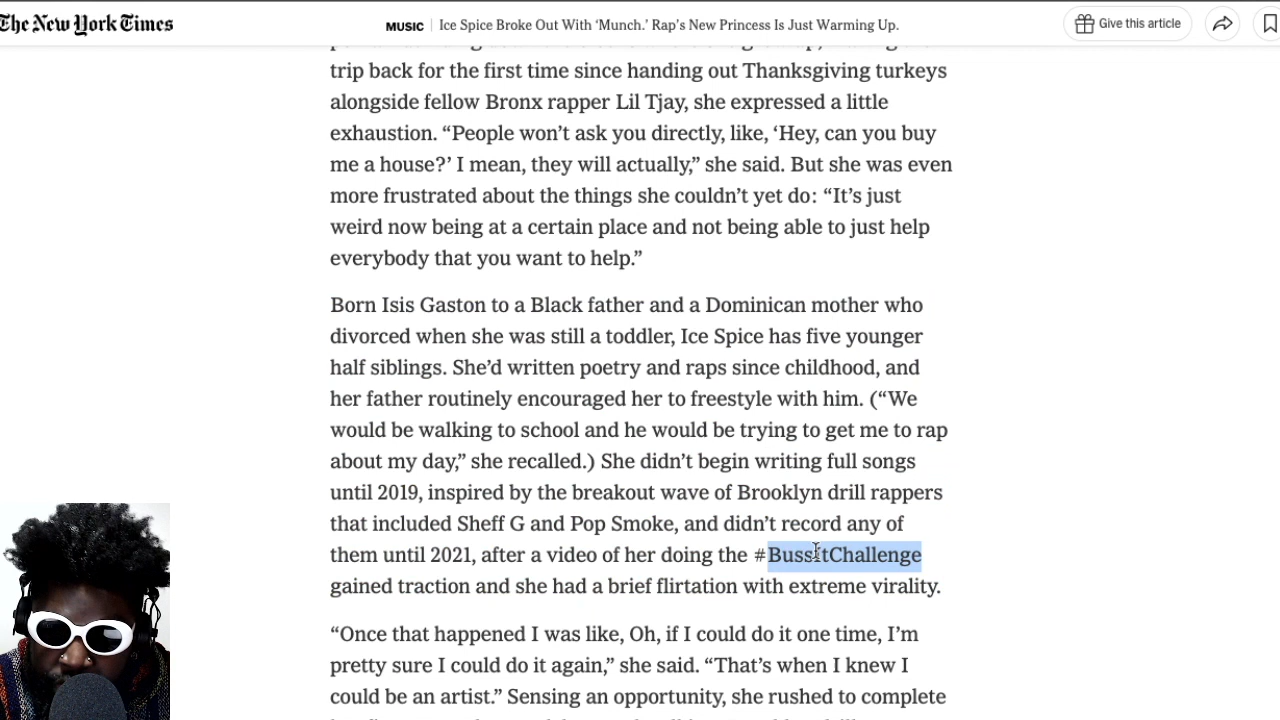 The New York Times
MUSIC | Ice Spice Broke Out With ‘Munch.’ Rap’s New Princess Is Just Warming Up.
Give this article
trip back for the first time since handing out Thanksgiving turkeys
alongside fellow Bronx rapper Lil Tjay, she expressed a little
exhaustion. “People won’t ask you directly, like, ‘Hey, can you buy
me a house?’ I mean, they will actually,” she said. But she was even
more frustrated about the things she couldn’t yet do: “It’s just
weird now being at a certain place and not being able to just help
everybody that you want to help.”
Born Isis Gaston to a Black father and a Dominican mother who
divorced when she was still a toddler, Ice Spice has five younger
half siblings. She’d written poetry and raps since childhood, and
her father routinely encouraged her to freestyle with him. (“We
would be walking to school and he would be trying to get me to rap
about my day,” she recalled.) She didn’t begin writing full songs
until 2019, inspired by the breakout wave of Brooklyn drill rappers
that included Sheff G and Pop Smoke, and didn’t record any of
them until 2021, after a video of her doing the #BussItChallenge
gained traction and she had a brief flirtation with extreme virality.
“Once that happened I was like, Oh, if I could do it one time, I’m
pretty sure I could do it again,” she said. “That’s when I knew I
could be an artist.” Sensing an opportunity, she rushed to complete